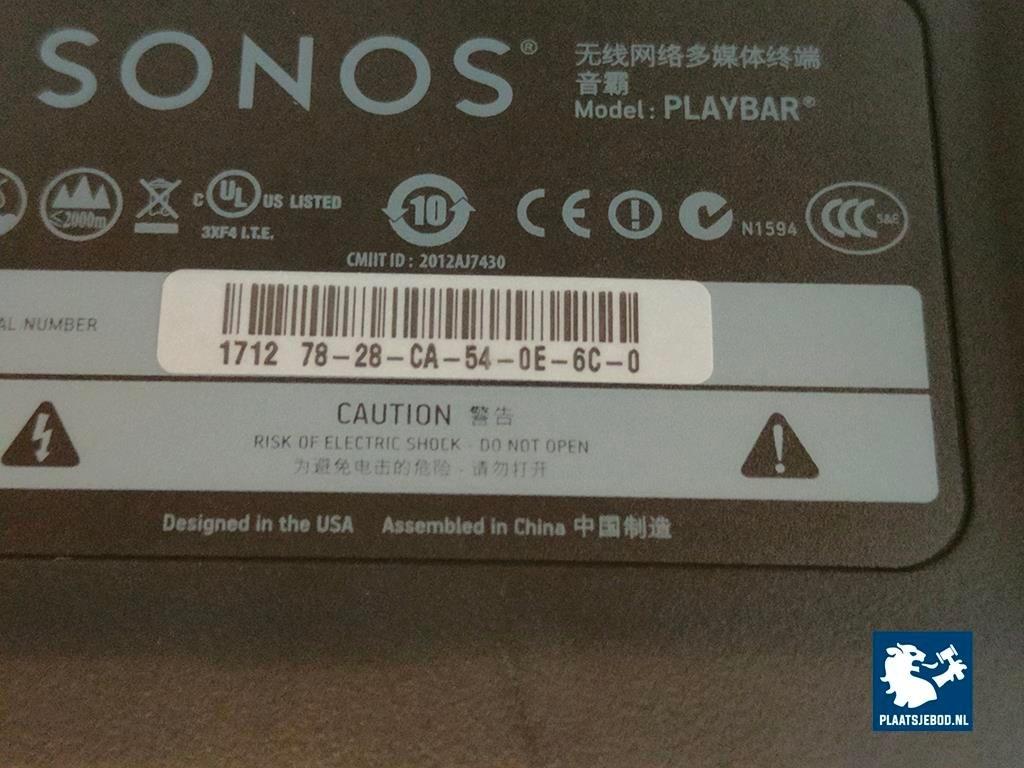 SONOS®
无线网络多媒体终端
音霸
Model: PLAYBAR®
≤2000m
C UL US LISTED
3XF4 I.T.E.
10
CE
N1594
CCC S&E
CMIIT ID : 2012AJ7430
AL NUMBER
1712 78-28-CA-54-0E-6C-0
CAUTION 警告
RISK OF ELECTRIC SHOCK · DO NOT OPEN
为避免电击的危险 · 请勿打开
Designed in the USA Assembled in China 中国制造
PLAATSJEBOD.NL